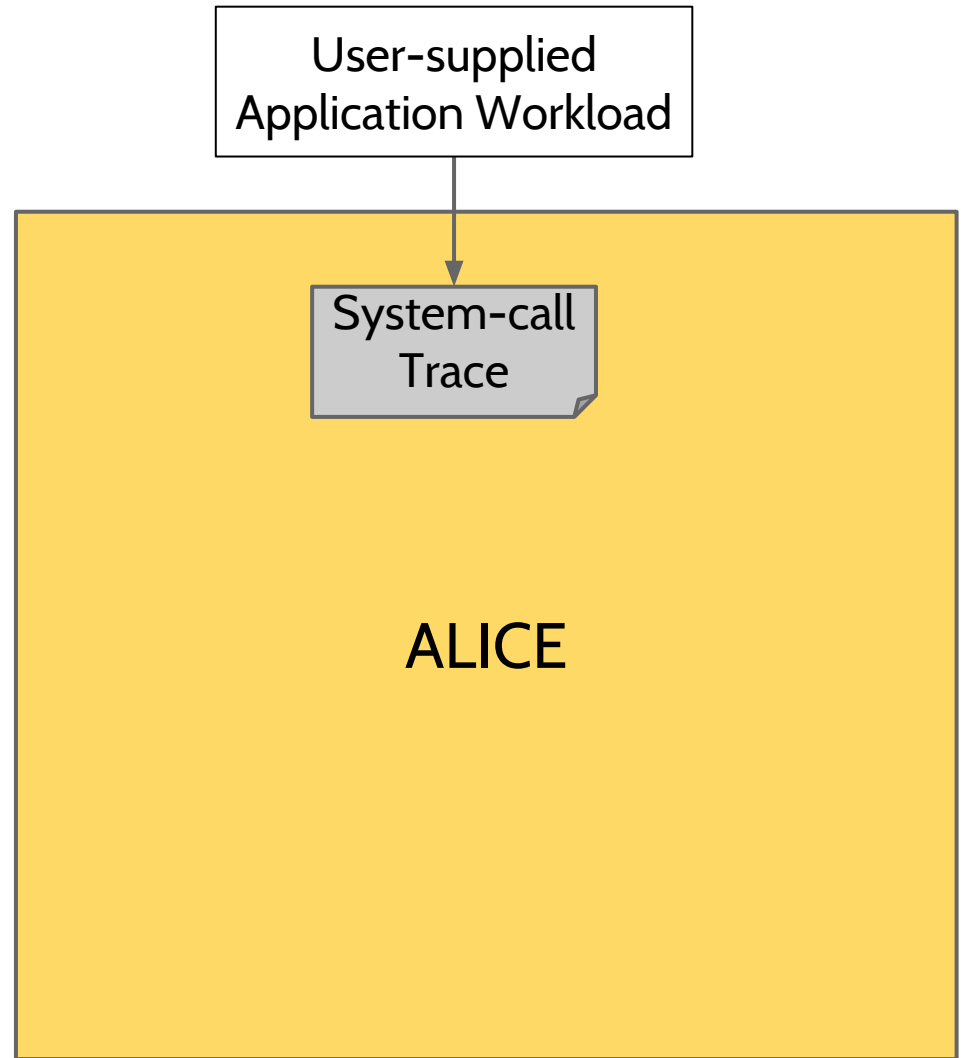 User-supplied
Application Workload
System-call
Trace
ALICE